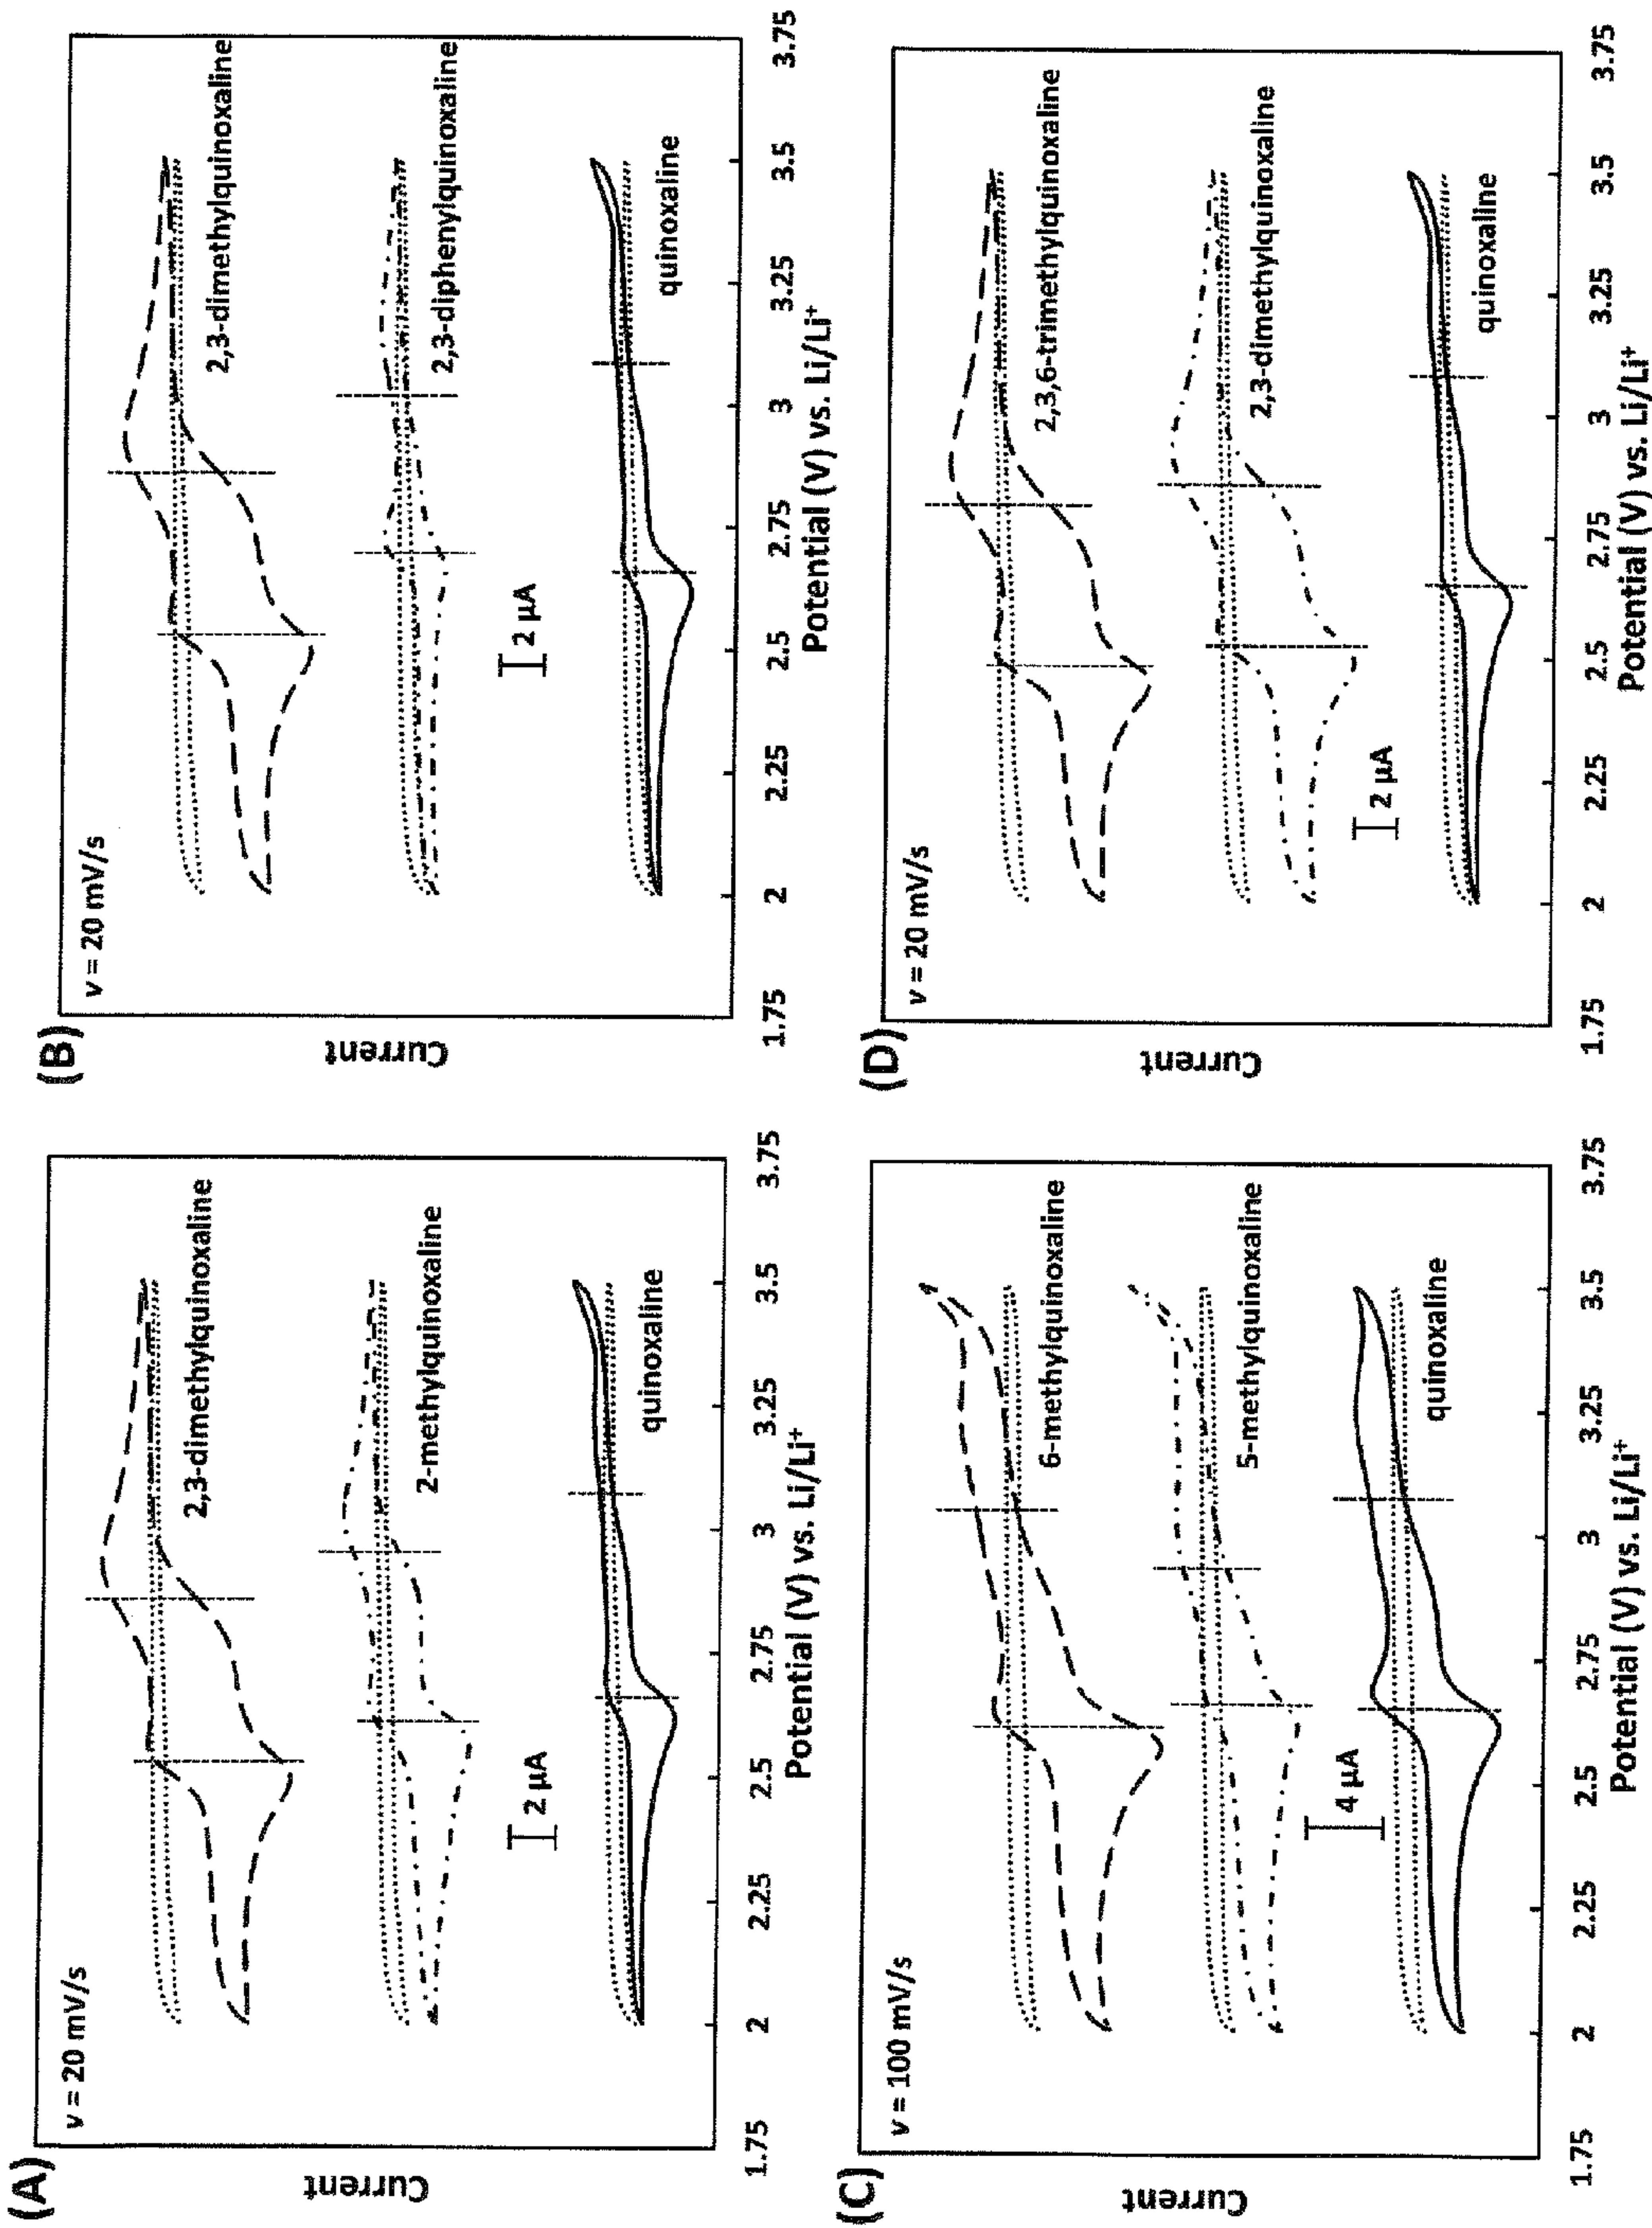 (A)
v = 20 mV/s
2,3-dimethylquinoxaline
2-methylquinoxaline
2 µA
quinoxaline
Current
1.75 2 2.25 2.5 2.75 3 3.25 3.5 3.75
Potential (V) vs. Li/Li⁺
(B)
v = 20 mV/s
2,3-dimethylquinoxaline
2,3-diphenylquinoxaline
2 µA
quinoxaline
Current
1.75 2 2.25 2.5 2.75 3 3.25 3.5 3.75
Potential (V) vs. Li/Li⁺
(C)
v = 100 mV/s
6-methylquinoxaline
5-methylquinoxaline
4 µA
quinoxaline
Current
1.75 2 2.25 2.5 2.75 3 3.25 3.5 3.75
Potential (V) vs. Li/Li⁺
(D)
v = 20 mV/s
2,3,6-trimethylquinoxaline
2,3-dimethylquinoxaline
2 µA
quinoxaline
Current
1.75 2 2.25 2.5 2.75 3 3.25 3.5 3.75
Potential (V) vs. Li/Li⁺